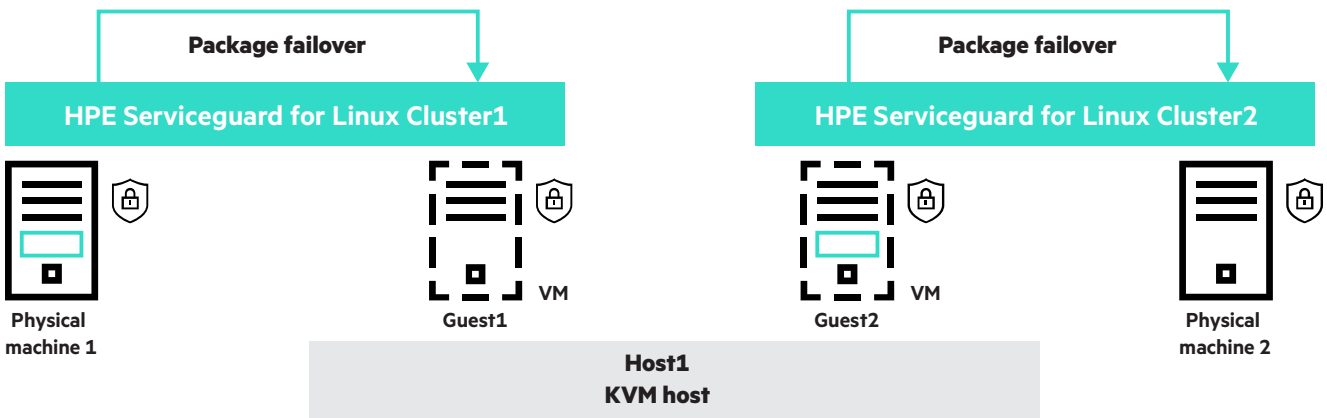 Package failover
Package failover
HPE Serviceguard for Linux Cluster1
HPE Serviceguard for Linux Cluster2
VM
VM
Physical
machine 1
Guest1
Guest2
Physical
machine 2
Host1
KVM host